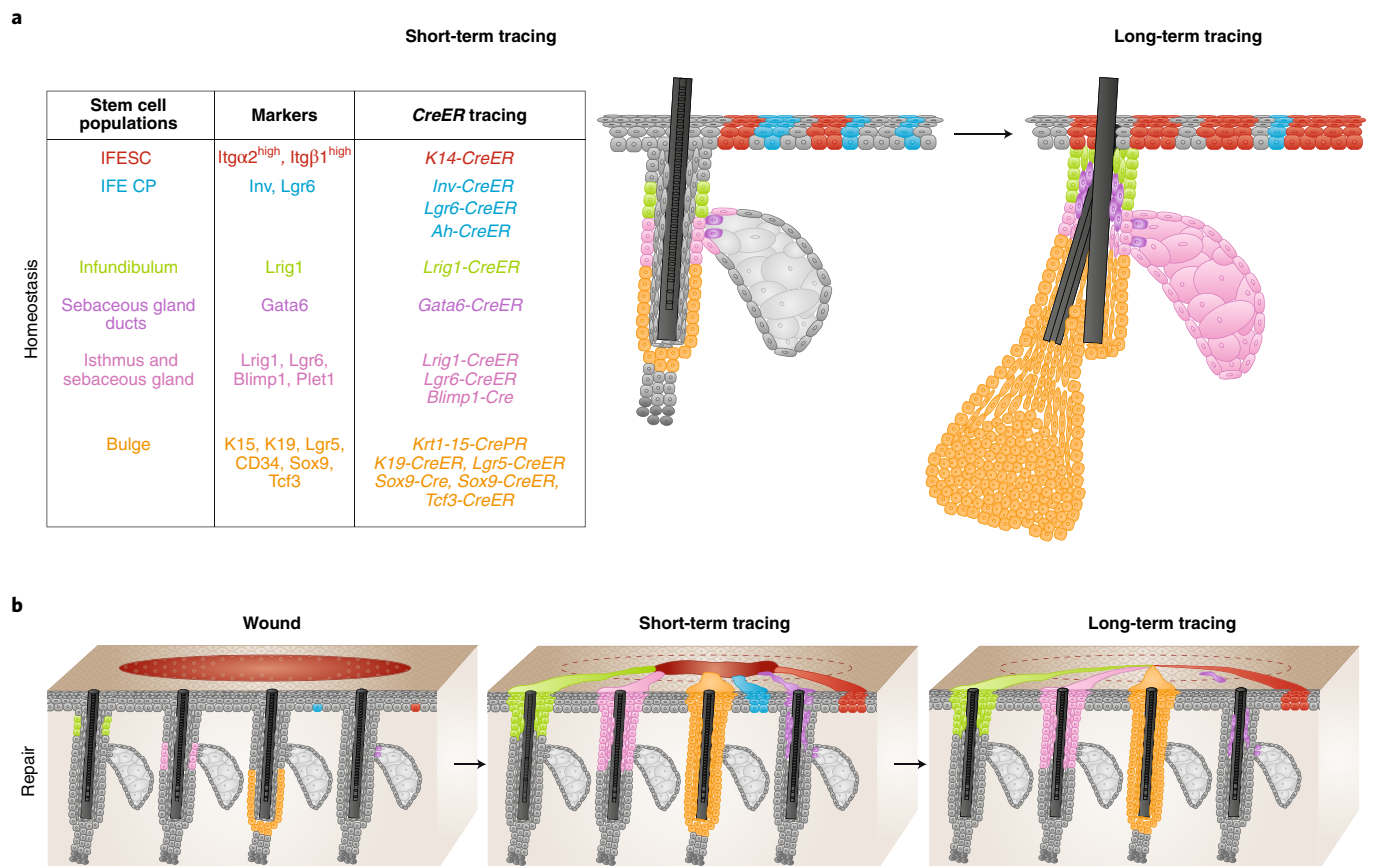 a
Short-term tracing
Long-term tracing
Homeostasis
Stem cell populations
Markers
CreER tracing
IFESC
Itgα2high, Itgβ1high
K14-CreER
IFE CP
Inv, Lgr6
Inv-CreER
Lgr6-CreER
Ah-CreER
Infundibulum
Lrig1
Lrig1-CreER
Sebaceous gland
ducts
Gata6
Gata6-CreER
Isthmus and
sebaceous gland
Lrig1, Lgr6,
Blimp1, Plet1
Lrig1-CreER
Lgr6-CreER
Blimp1-Cre
Bulge
K15, K19, Lgr5,
CD34, Sox9,
Tcf3
Krt1-15-CrePR
K19-CreER, Lgr5-CreER
Sox9-Cre, Sox9-CreER,
Tcf3-CreER
b
Wound
Short-term tracing
Long-term tracing
Repair